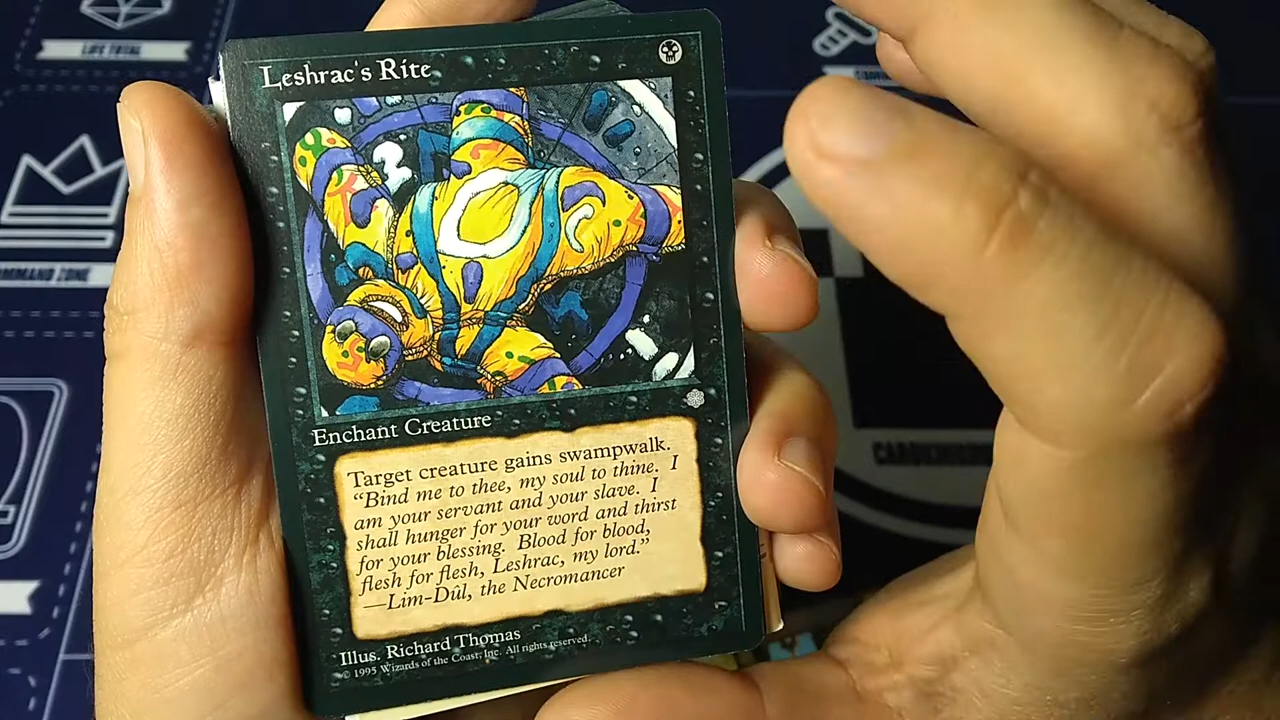 LIFE TOTAL
Leshrac's Rite
COMMAND ZONE
Enchant Creature
Target creature gains swampwalk.
"Bind me to thee, my soul to thine. I
am your servant and your slave. I
shall hunger for your word and thirst
for your blessing. Blood for blood,
flesh for flesh, Leshrac, my lord."
—Lim-Dûl, the Necromancer
Illus. Richard Thomas
© 1995 Wizards of the Coast, Inc. All rights reserved.